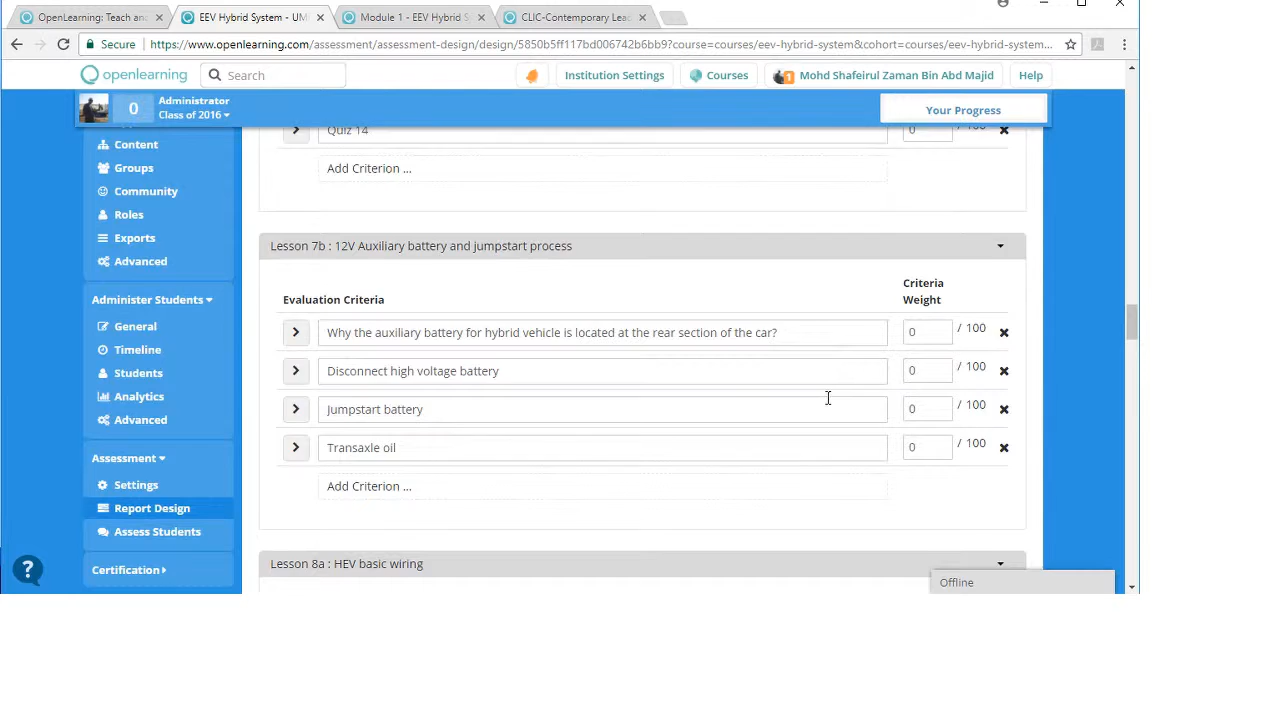 OpenLearning: Teach an
EEV Hybrid System - UM
Module 1 - EEV Hybrid S
CLIC-Contemporary Lea
Secure
https://www.openlearning.com/assessment/assessment-design/design/5850b5ff117bd006742b6bb9?course=courses/eev-hybrid-system&cohort=courses/eev-hybrid-system...
openlearning
Search
Institution Settings
Courses
1
Mohd Shafeirul Zaman Bin Abd Majid
Help
0
Administrator
Class of 2016
Your Progress
Content
Groups
Community
Roles
Exports
Advanced
Administer Students
General
Timeline
Students
Analytics
Advanced
Assessment
Settings
Report Design
Assess Students
Certification
Quiz 14
0 / 100
Add Criterion ...
Lesson 7b : 12V Auxiliary battery and jumpstart process
Evaluation Criteria
Criteria
Weight
Why the auxiliary battery for hybrid vehicle is located at the rear section of the car?
0 / 100
Disconnect high voltage battery
0 / 100
Jumpstart battery
0 / 100
Transaxle oil
0 / 100
Add Criterion ...
Lesson 8a : HEV basic wiring
Offline
?